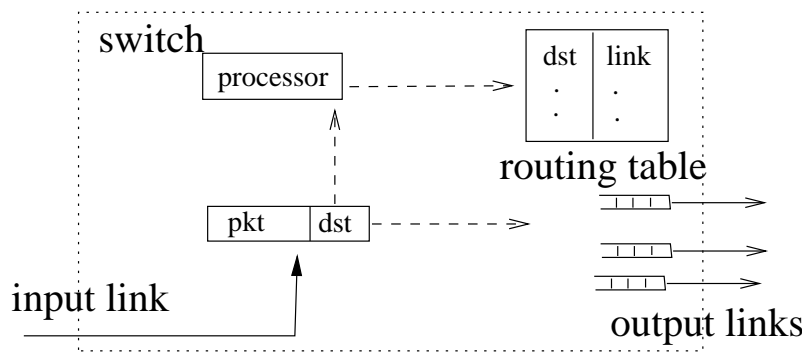 switch
processor
dst link
routing table
pkt dst
input link
output links